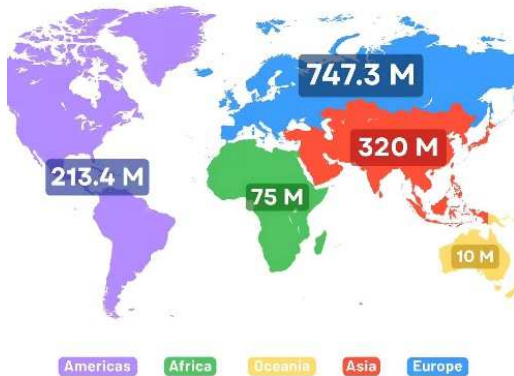 747.3 M
320 M
213.4 M
75 M
10 M
Americas Africa Oceania Asia Europe